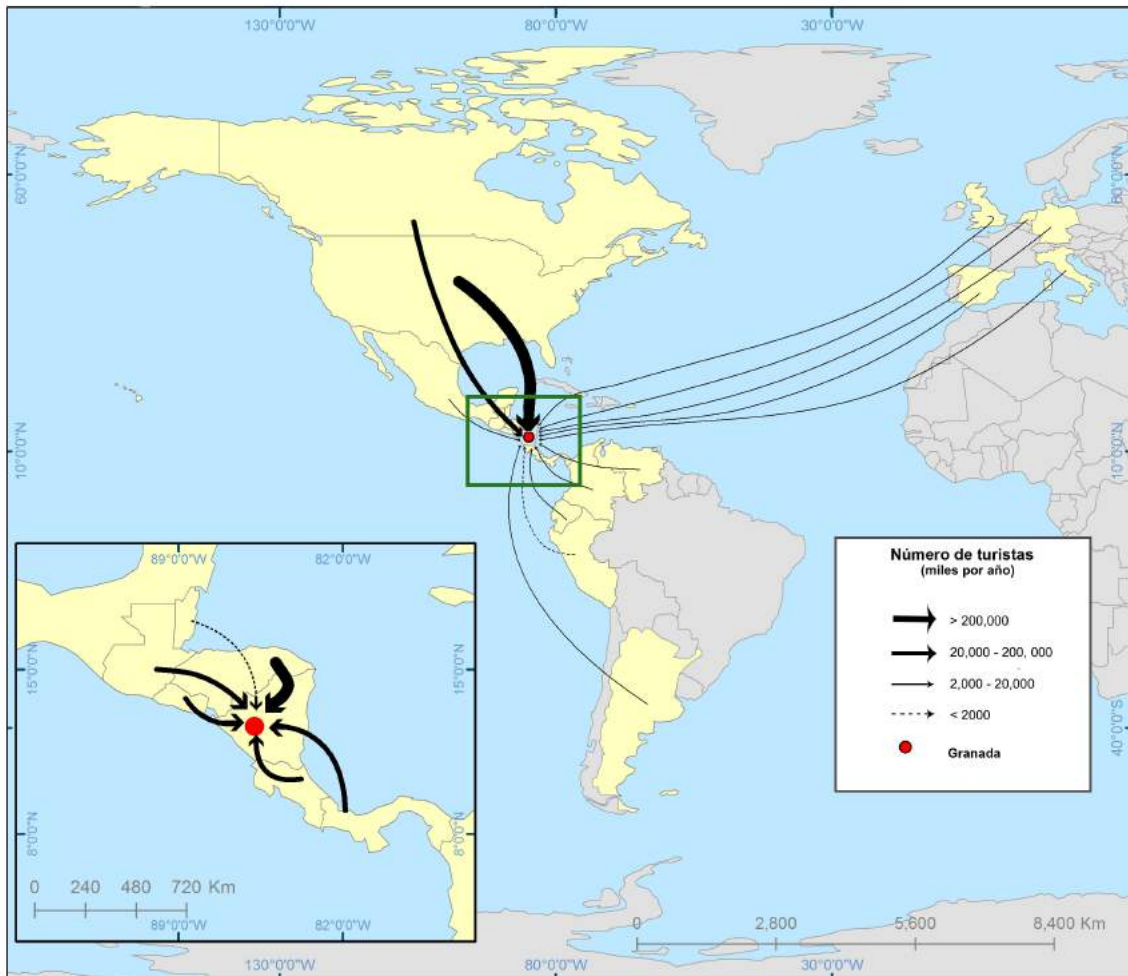 130°0'0"W 80°0'0"W 30°0'0"W
60°0'0"N 60°0'0"N
10°0'0"N 10°0'0"N
40°0'0"S
Número de turistas
(miles por año)
> 200,000
20,000 - 200, 000
2,000 - 20,000
< 2000
Granada
89°0'0"W 82°0'0"W
15°0'0"N 15°0'0"N
8°0'0"N 8°0'0"N
0 240 480 720 Km
89°0'0"W 82°0'0"W
0 2,800 5,600 8,400 Km
130°0'0"W 80°0'0"W 30°0'0"W